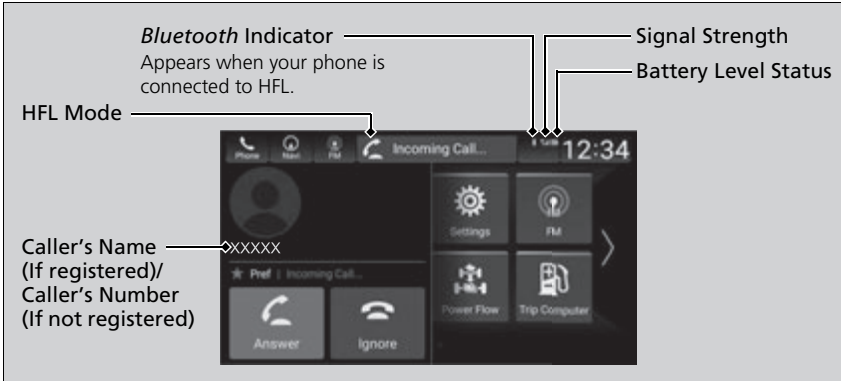 Bluetooth Indicator
Appears when your phone is
connected to HFL.
Signal Strength
Battery Level Status
HFL Mode
Phone
Navi
FM
Incoming Call...
12:34
Settings
FM
Caller's Name
(If registered)/
Caller's Number
(If not registered)
XXXXX
Pref | Incoming Call...
Power Flow
Trip Computer
Answer
Ignore